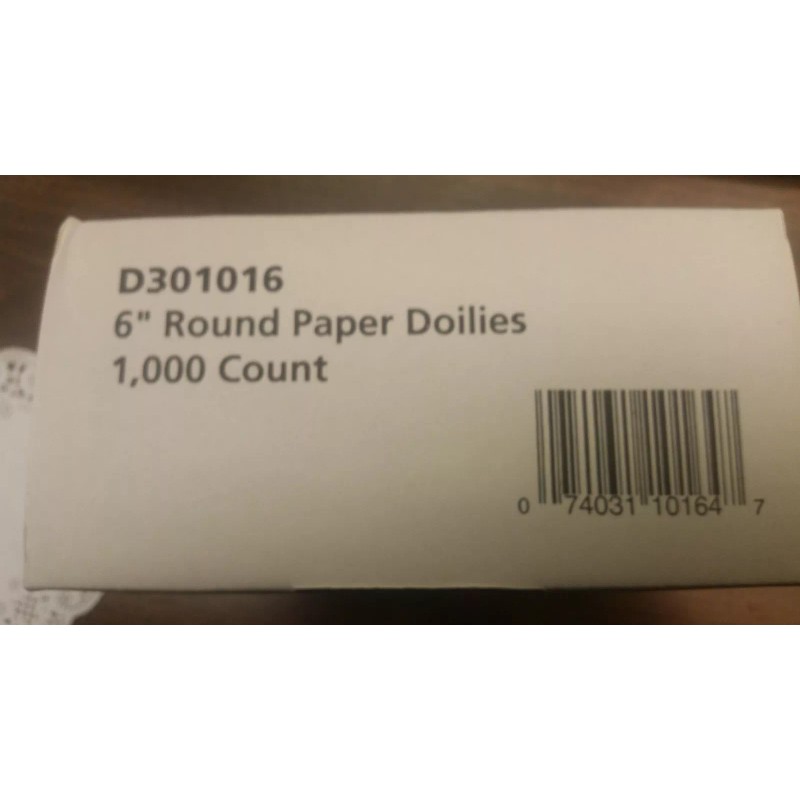 D301016
6" Round Paper Doilies
1,000 Count
0 74031 10164 7